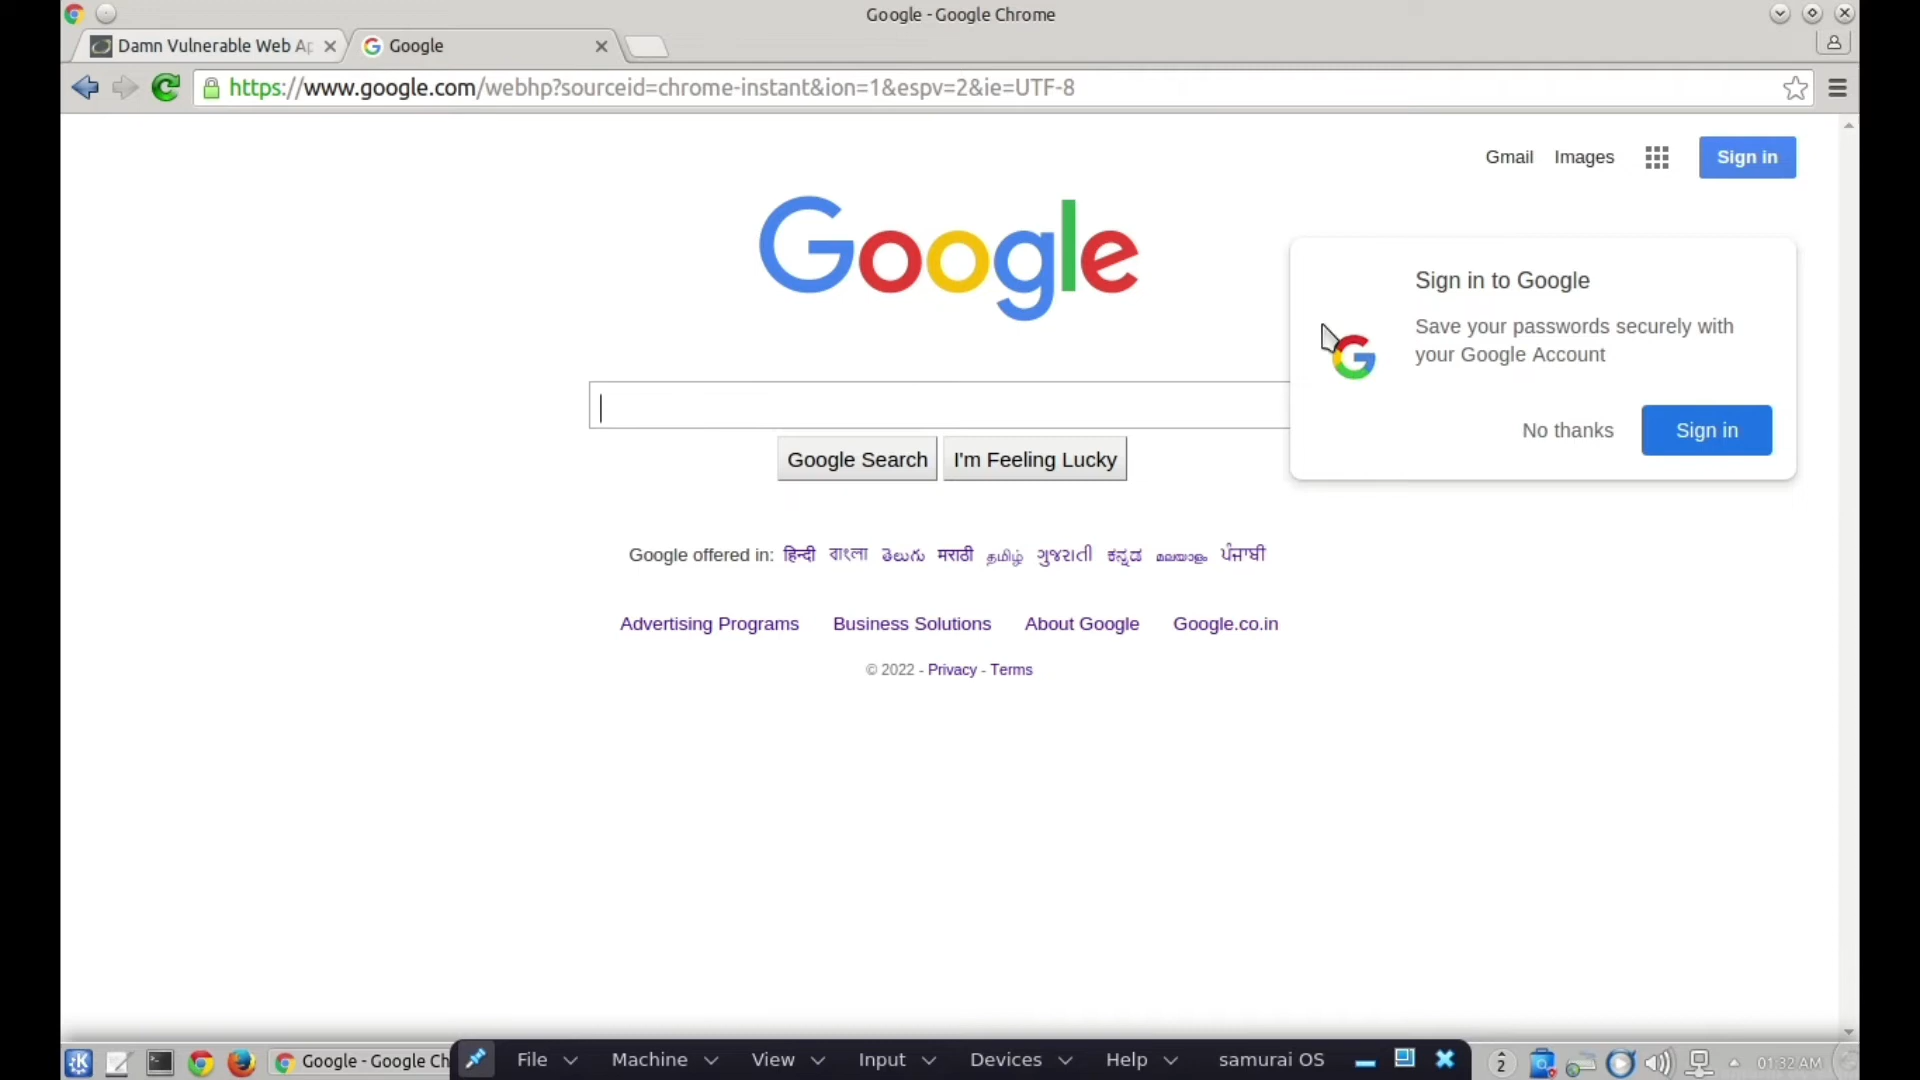 Google - Google Chrome
Damn Vulnerable Web Ap
Google
https://www.google.com/webhp?sourceid=chrome-instant&ion=1&espv=2&ie=UTF-8
Gmail Images Sign in
Google
Sign in to Google
Save your passwords securely with
your Google Account
No thanks Sign in
Google Search I'm Feeling Lucky
Google offered in: हिन्दी বাংলা తెలుగు मराठी தமிழ் ગુજરાતી ಕನ್ನಡ മലയാളം ਪੰਜਾਬੀ
Advertising Programs Business Solutions About Google Google.co.in
© 2022 - Privacy - Terms
Google - Google Ch File Machine View Input Devices Help samurai OS 2 01:32 AM